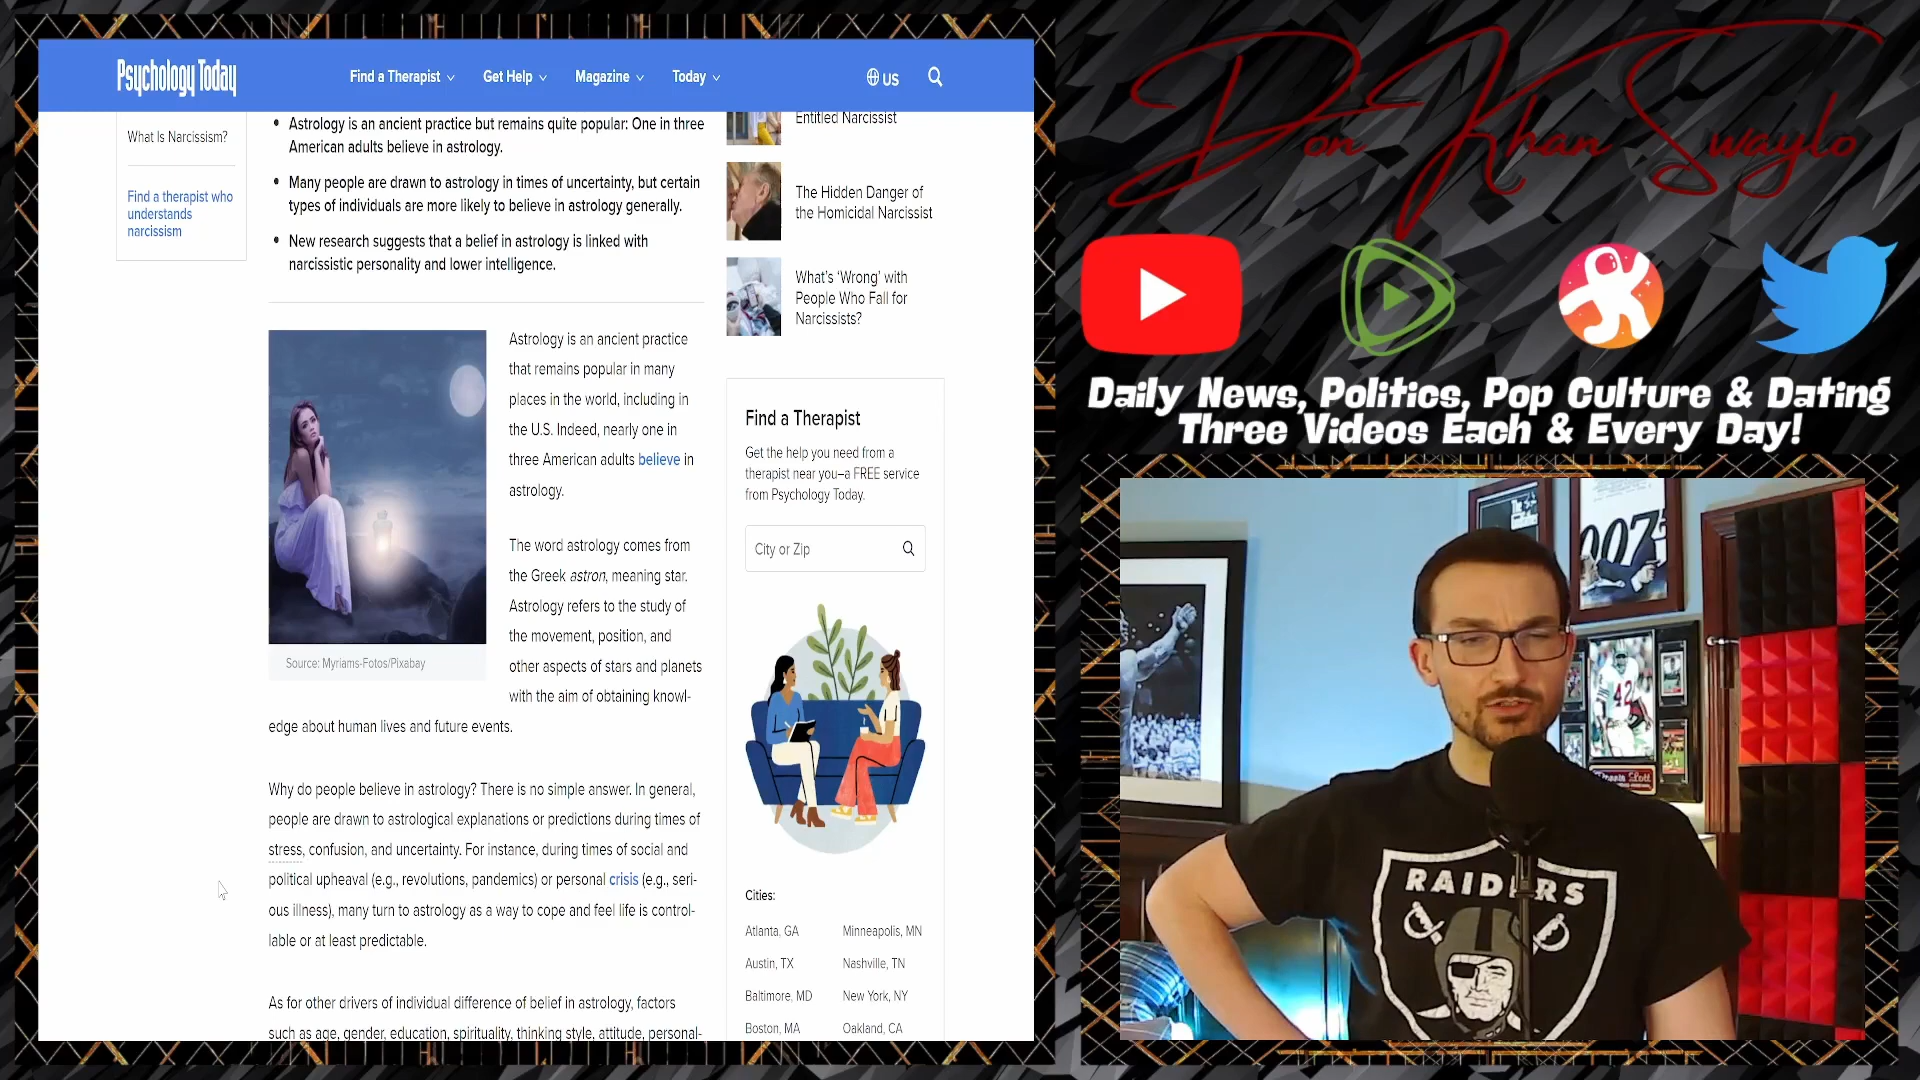 Psychology Today
Find a Therapist
Get Help
Magazine
Today
US
What Is Narcissism?
Find a therapist who
understands
narcissism
Astrology is an ancient practice but remains quite popular: One in three
American adults believe in astrology.
Many people are drawn to astrology in times of uncertainty, but certain
types of individuals are more likely to believe in astrology generally.
New research suggests that a belief in astrology is linked with
narcissistic personality and lower intelligence.
Source: Myriams-Fotos/Pixabay
Astrology is an ancient practice
that remains popular in many
places in the world, including in
the U.S. Indeed, nearly one in
three American adults believe in
astrology.
The word astrology comes from
the Greek astron, meaning star.
Astrology refers to the study of
the movement, position, and
other aspects of stars and planets
with the aim of obtaining knowl-
edge about human lives and future events.
Why do people believe in astrology? There is no simple answer. In general,
people are drawn to astrological explanations or predictions during times of
stress, confusion, and uncertainty. For instance, during times of social and
political upheaval (e.g., revolutions, pandemics) or personal crisis (e.g., seri-
ous illness), many turn to astrology as a way to cope and feel life is control-
lable or at least predictable.
As for other drivers of individual difference of belief in astrology, factors
such as age, gender, education, spirituality, thinking style, attitude, personal-
Entitled Narcissist
The Hidden Danger of
the Homicidal Narcissist
What's 'Wrong' with
People Who Fall for
Narcissists?
Find a Therapist
Get the help you need from a
therapist near you–a FREE service
from Psychology Today.
City or Zip
Cities:
Atlanta, GA
Minneapolis, MN
Austin, TX
Nashville, TN
Baltimore, MD
New York, NY
Boston, MA
Oakland, CA
Don Khan Swaylo
Daily News, Politics, Pop Culture & Dating
Three Videos Each & Every Day!
007
42
Ronnie Lott
RAIDERS